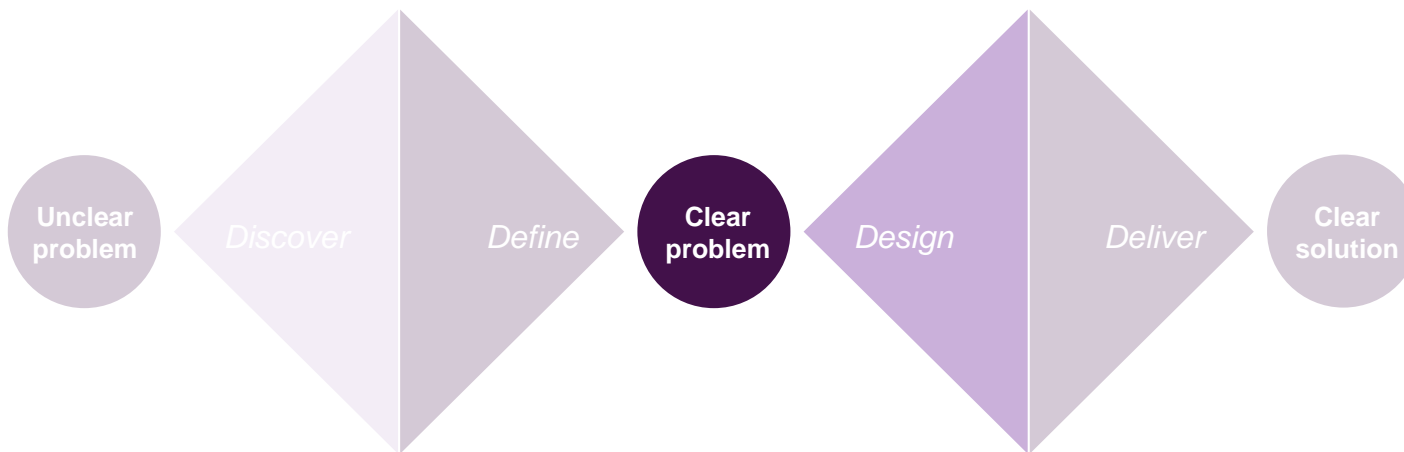 Unclear
problem
Discover
Define
Clear
problem
Design
Deliver
Clear
solution